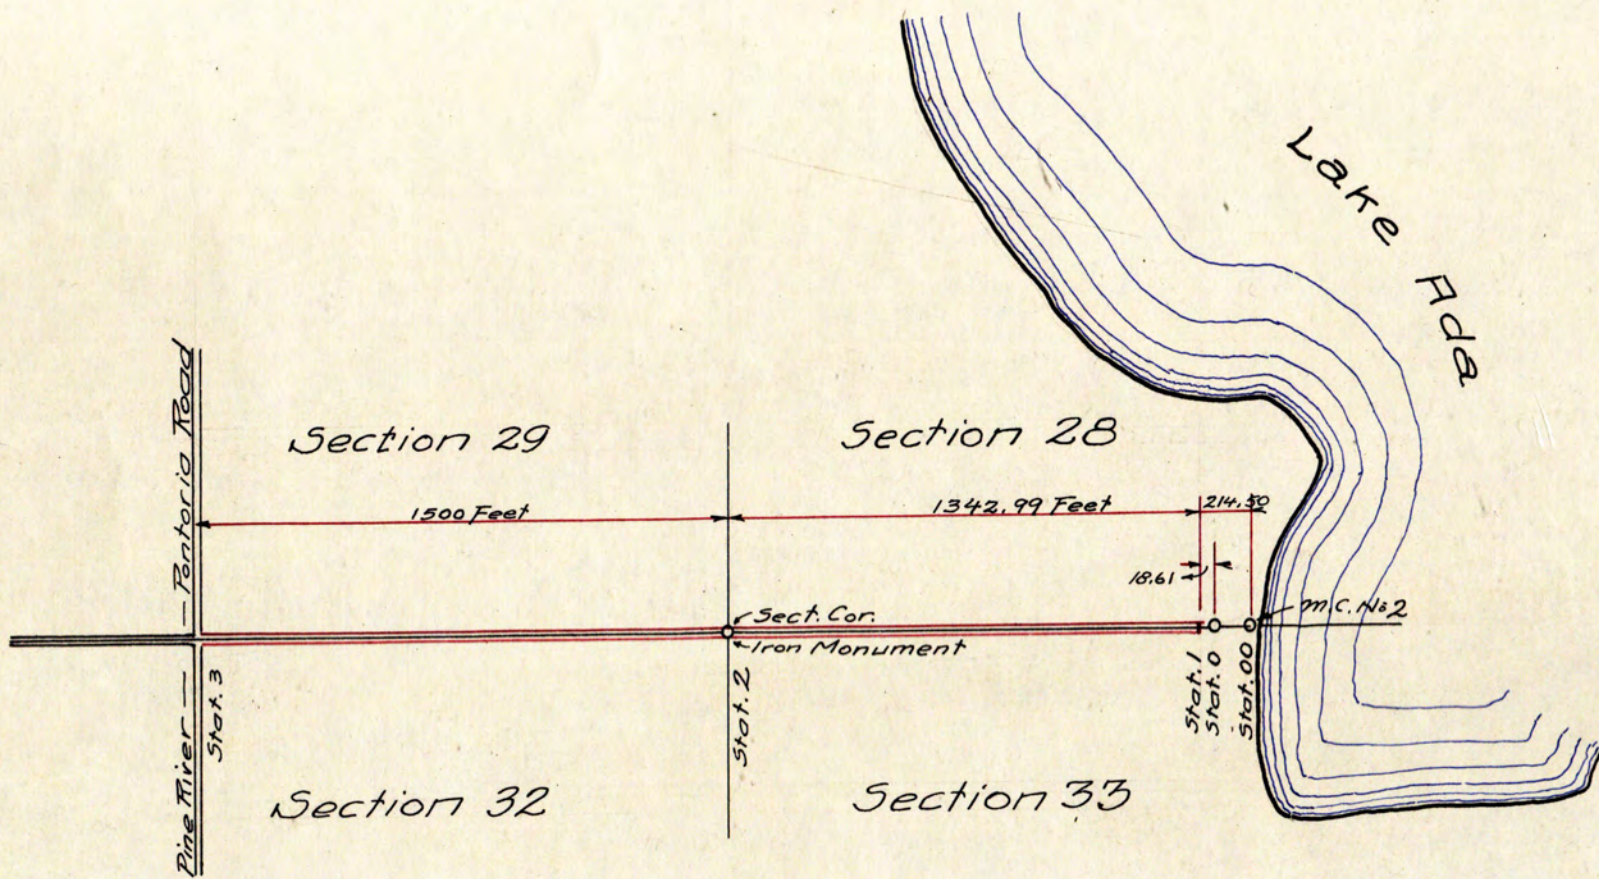 Lake Ada
Pine River — Pontorio Road
Section 29
Section 28
1500 Feet
1342.99 Feet
214.50
18.61
Sect. Cor.
Iron Monument
M.C. No 2
Stat. 3
Stat. 2
Stat. 1
Stat. 0
Stat. 00
Section 32
Section 33